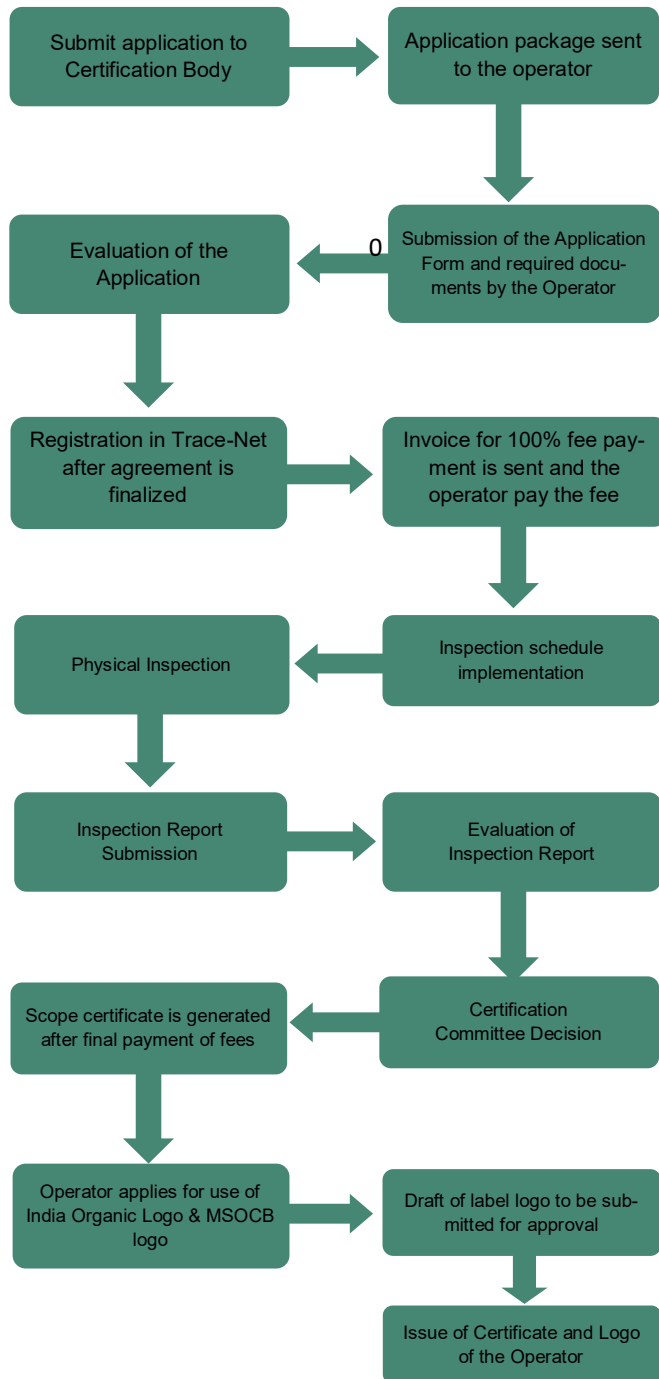 Submit application to
Certification Body
Application package sent
to the operator
0
Submission of the Application
Form and required docu-
ments by the Operator
Evaluation of the
Application
Registration in Trace-Net
after agreement is
finalized
Invoice for 100% fee pay-
ment is sent and the
operator pay the fee
Inspection schedule
implementation
Physical Inspection
Inspection Report
Submission
Evaluation of
Inspection Report
Certification
Committee Decision
Scope certificate is generated
after final payment of fees
Operator applies for use of
India Organic Logo & MSOCB
logo
Draft of label logo to be sub-
mitted for approval
Issue of Certificate and Logo
of the Operator